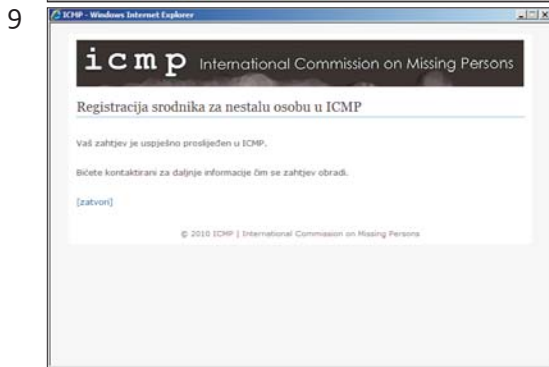 9
ICMP - Windows Internet Explorer
icmp International Commission on Missing Persons
Registracija srodnika za nestalu osobu u ICMP
Vaš zahtjev je uspješno proslijeđen u ICMP.
Bićete kontaktirani za daljnje informacije čim se zahtjev obradi.
[zatvori]
© 2010 ICMP | International Commission on Missing Persons